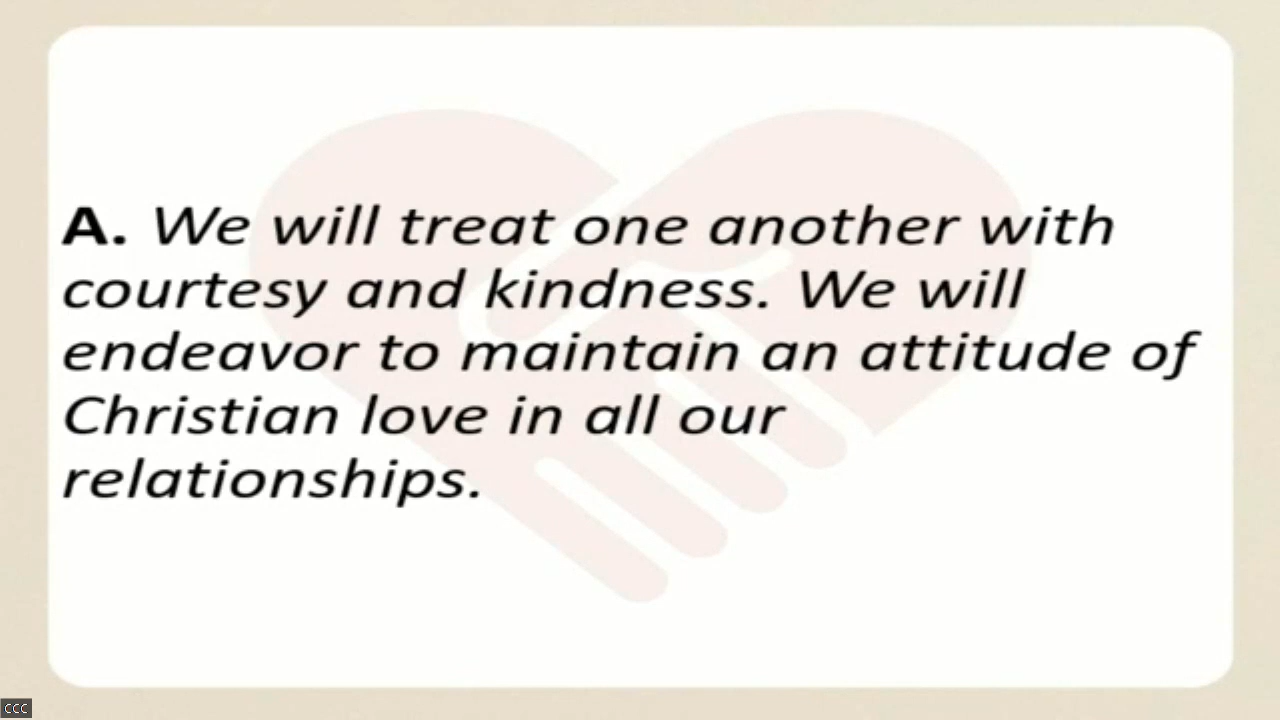 A. We will treat one another with
courtesy and kindness. We will
endeavor to maintain an attitude of
Christian love in all our
relationships.
CCC